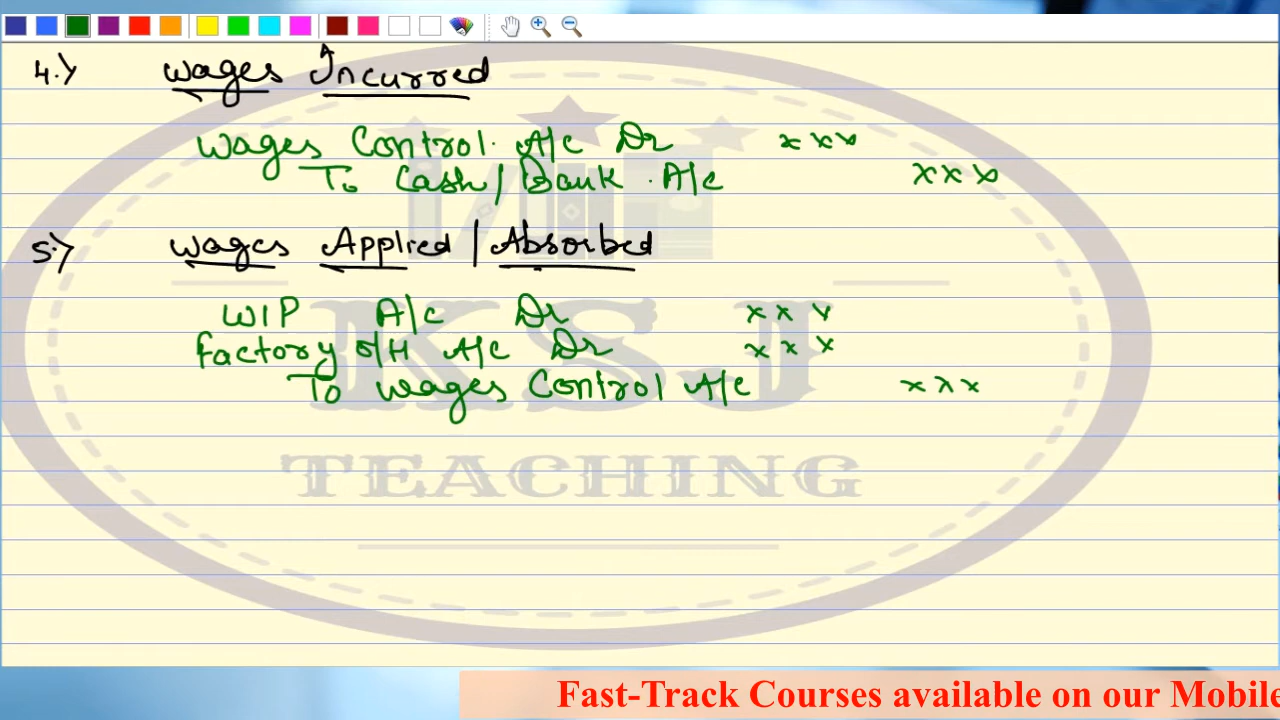 4.) Wages Incurred
Wages Control A/c Dr xxx
To Cash/Bank A/c xxx
5.) Wages Applied | Absorbed
WIP A/c Dr xxx
Factory o/H A/c Dr xxx
To Wages Control A/c xxx
KSJ
TEACHING
Fast-Track Courses available on our Mobile